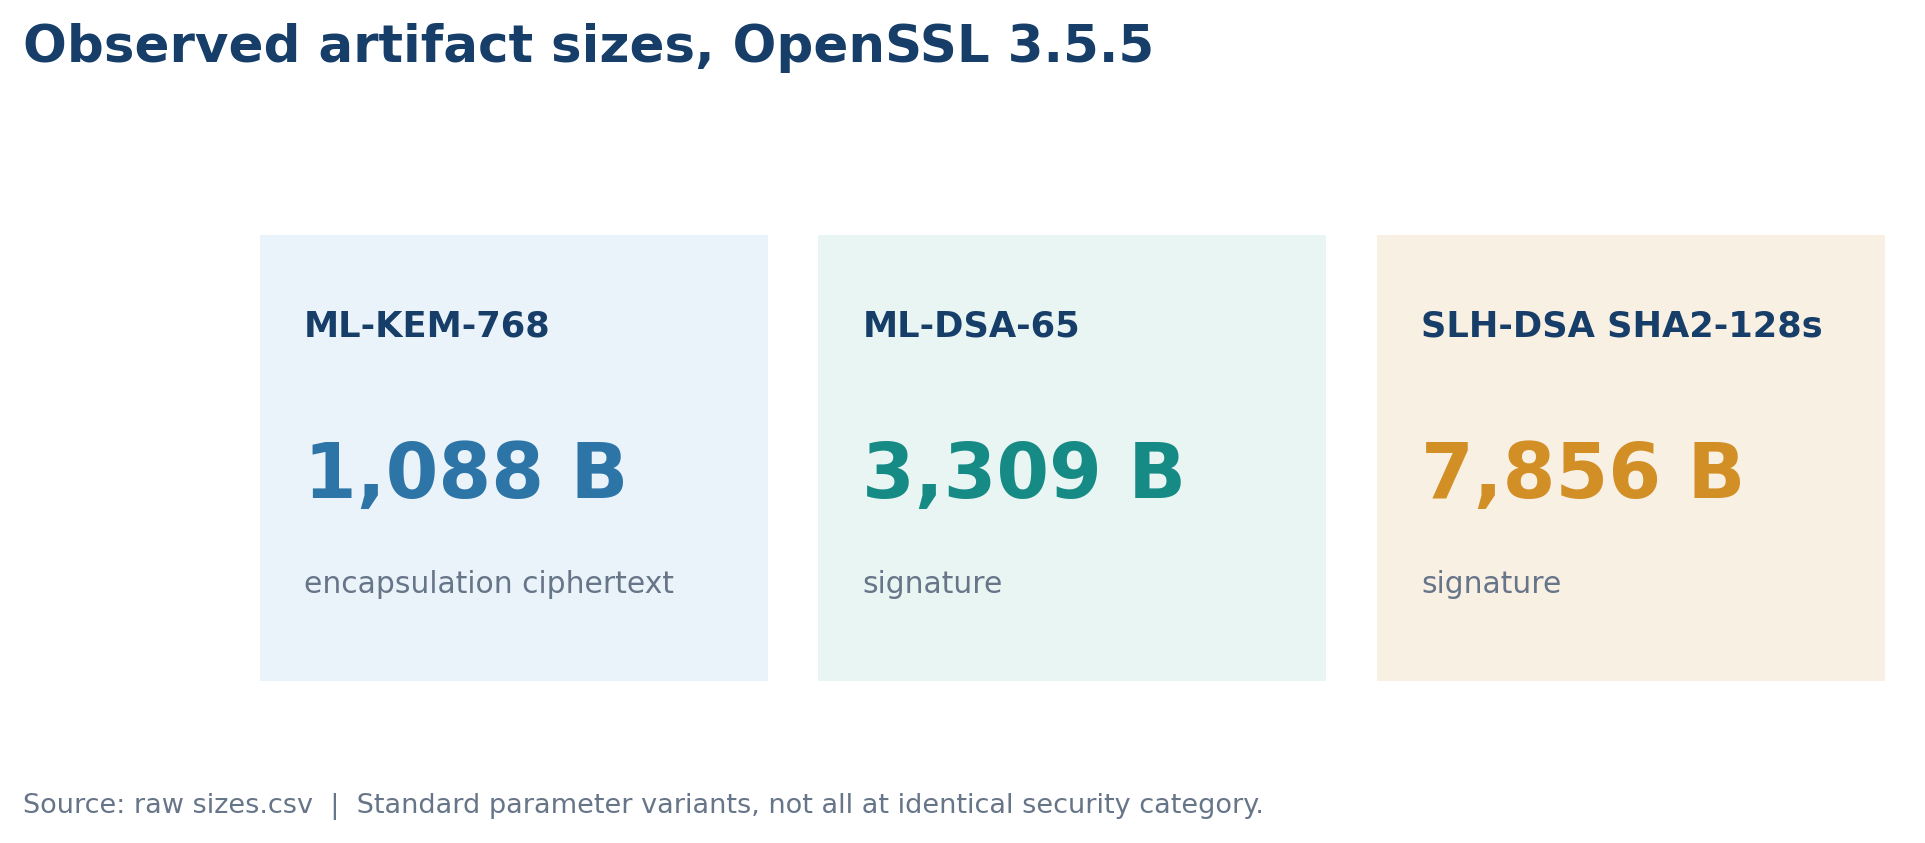 Observed artifact sizes, OpenSSL 3.5.5
ML-KEM-768
1,088 B
encapsulation ciphertext
ML-DSA-65
3,309 B
signature
SLH-DSA SHA2-128s
7,856 B
signature
Source: raw sizes.csv | Standard parameter variants, not all at identical security category.